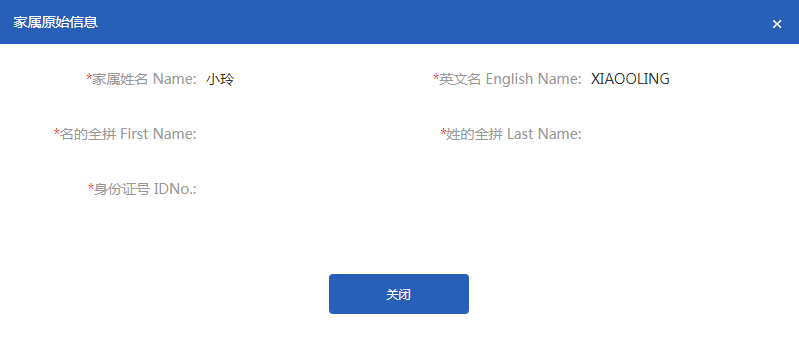 家属原始信息 ×
*家属姓名 Name: 小玲 *英文名 English Name: XIAOOLING
*名的全拼 First Name: *姓的全拼 Last Name:
*身份证号 IDNo.:
关闭